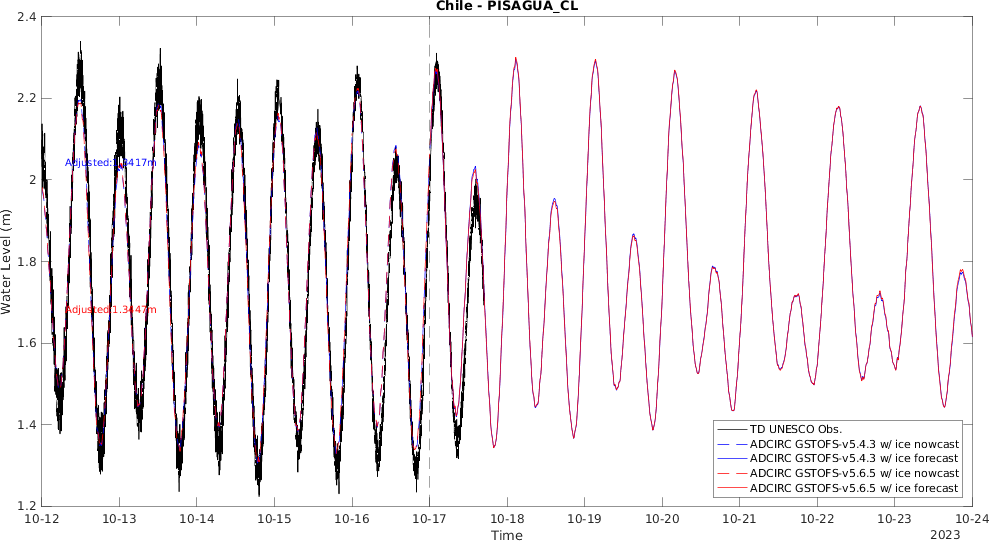 Chile - PISAGUA_CL
2.4
2.2
2
1.8
1.6
1.4
1.2
Water Level (m)
Adjusted:
Adjusted:1.3447m
TD UNESCO Obs.
ADCIRC GSTOFS-v5.4.3 w/ ice nowcast
ADCIRC GSTOFS-v5.4.3 w/ ice forecast
ADCIRC GSTOFS-v5.6.5 w/ ice nowcast
ADCIRC GSTOFS-v5.6.5 w/ ice forecast
10-12 10-13 10-14 10-15 10-16 10-17 10-18 10-19 10-20 10-21 10-22 10-23 10-24
Time
2023